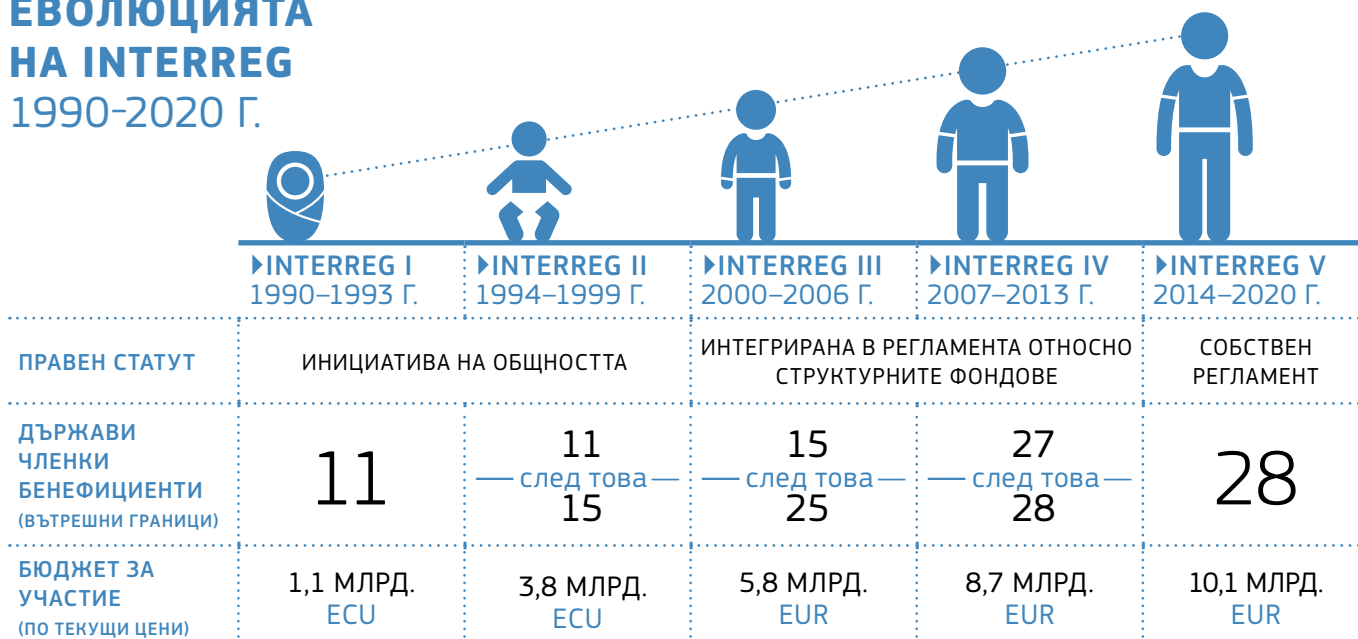 ЕВОЛЮЦИЯТА
НА INTERREG
1990-2020 Г.
INTERREG I
1990–1993 Г.
INTERREG II
1994–1999 Г.
INTERREG III
2000–2006 Г.
INTERREG IV
2007–2013 Г.
INTERREG V
2014–2020 Г.
ПРАВЕН СТАТУТ
ИНИЦИАТИВА НА ОБЩНОСТТА
ИНТЕГРИРАНА В РЕГЛАМЕНТА ОТНОСНО
СТРУКТУРНИТЕ ФОНДОВЕ
СОБСТВЕН
РЕГЛАМЕНТ
ДЪРЖАВИ
ЧЛЕНКИ
БЕНЕФИЦИЕНТИ
(ВЪТРЕШНИ ГРАНИЦИ)
11
11
след това
15
15
след това
25
27
след това
28
28
БЮДЖЕТ ЗА
УЧАСТИЕ
(ПО ТЕКУЩИ ЦЕНИ)
1,1 МЛРД.
ECU
3,8 МЛРД.
ECU
5,8 МЛРД.
EUR
8,7 МЛРД.
EUR
10,1 МЛРД.
EUR